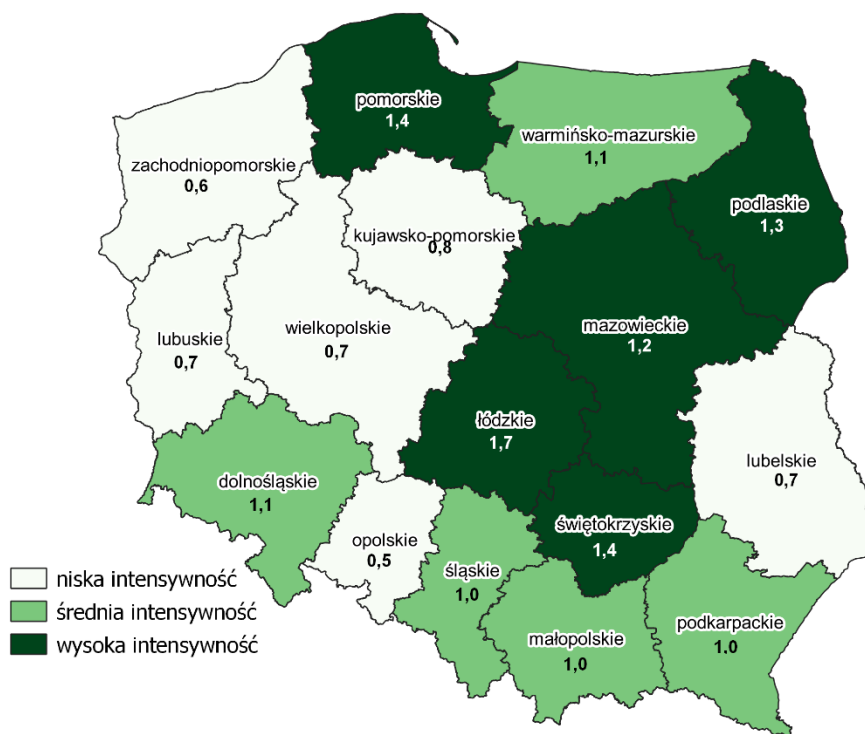 pomorskie
1,4
warmińsko-mazurskie
1,1
zachodniopomorskie
0,6
podlaskie
1,3
kujawsko-pomorskie
0,8
mazowieckie
1,2
wielkopolskie
0,7
lubuskie
0,7
łódzkie
1,7
lubelskie
0,7
dolnośląskie
1,1
świętokrzyskie
1,4
opolskie
0,5
śląskie
1,0
podkarpackie
1,0
małopolskie
1,0
niska intensywność
średnia intensywność
wysoka intensywność